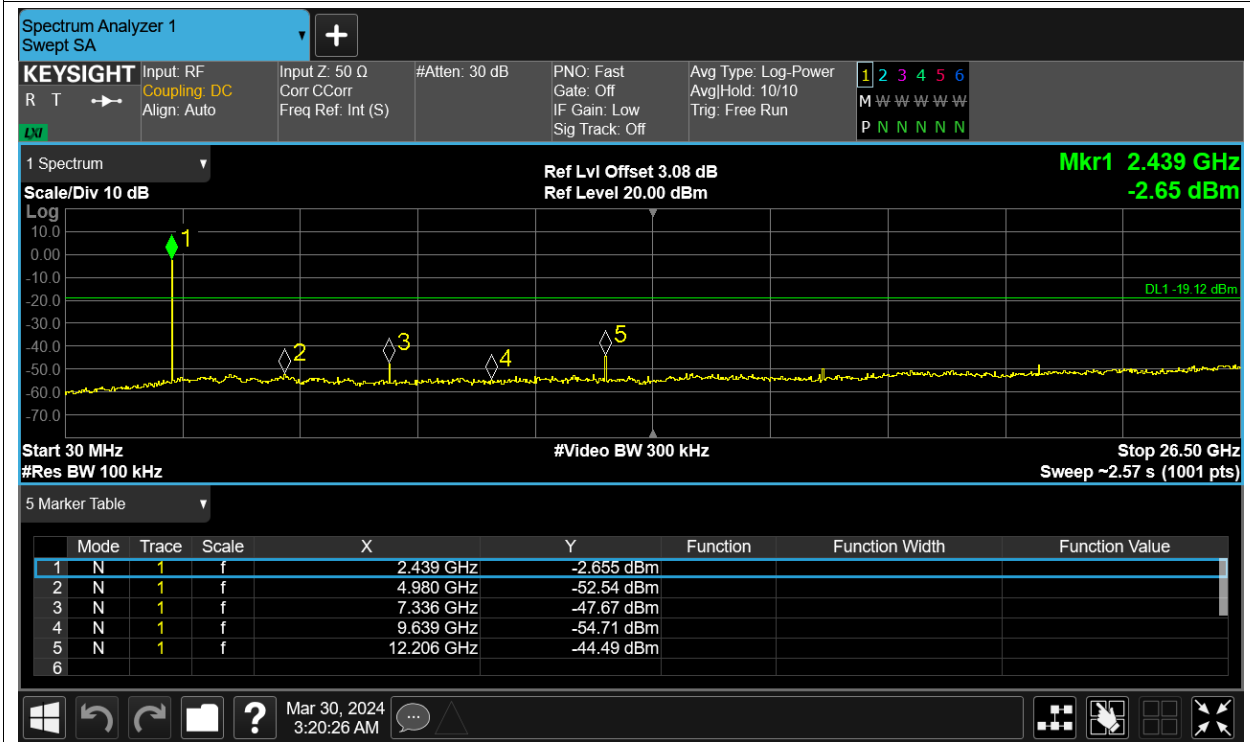 Spectrum Analyzer 1
Swept SA
+
KEYSIGHT Input: RF Input Z: 50 Ω #Atten: 30 dB PNO: Fast Avg Type: Log-Power 1 2 3 4 5 6
R T Coupling: DC Corr CCorr Gate: Off Avg|Hold: 10/10 M W W W W W
Align: Auto Freq Ref: Int (S) IF Gain: Low Trig: Free Run
LXI Sig Track: Off P N N N N N
1 Spectrum Ref Lvl Offset 3.08 dB Mkr1 2.439 GHz
Scale/Div 10 dB Ref Level 20.00 dBm -2.65 dBm
Log
10.0 1
0.00
-10.0
DL1 -19.12 dBm
-20.0
-30.0
5
-40.0 2 3 4
-50.0
-60.0
-70.0
Start 30 MHz #Video BW 300 kHz Stop 26.50 GHz
#Res BW 100 kHz Sweep ~2.57 s (1001 pts)
5 Marker Table
Mode Trace Scale X Y Function Function Width Function Value
1 N 1 f 2.439 GHz -2.655 dBm
2 N 1 f 4.980 GHz -52.54 dBm
3 N 1 f 7.336 GHz -47.67 dBm
4 N 1 f 9.639 GHz -54.71 dBm
5 N 1 f 12.206 GHz -44.49 dBm
6
? Mar 30, 2024
3:20:26 AM